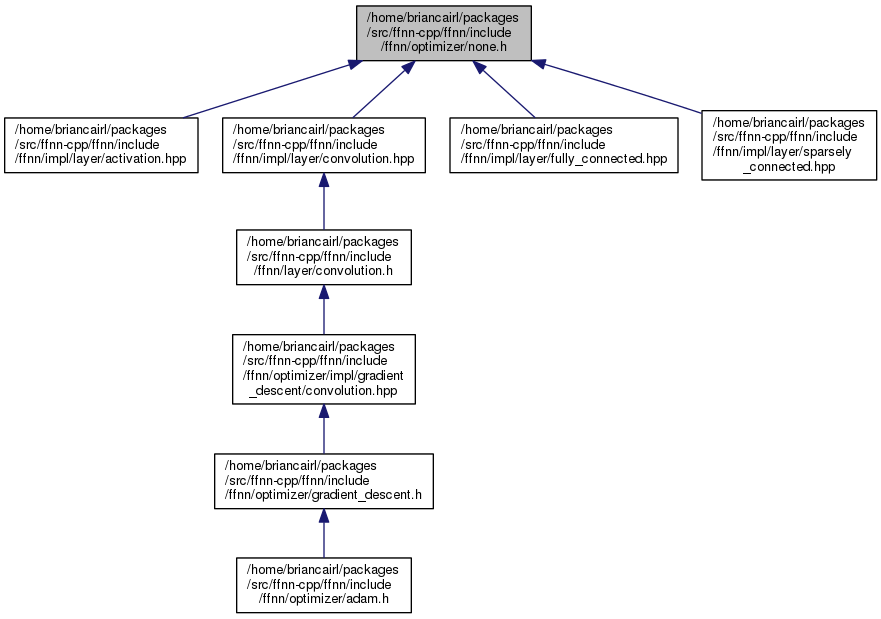 /home/briancairl/packages
/src/ffnn-cpp/ffnn/include
/ffnn/optimizer/none.h
/home/briancairl/packages
/src/ffnn-cpp/ffnn/include
/ffnn/impl/layer/activation.hpp
/home/briancairl/packages
/src/ffnn-cpp/ffnn/include
/ffnn/impl/layer/convolution.hpp
/home/briancairl/packages
/src/ffnn-cpp/ffnn/include
/ffnn/impl/layer/fully_connected.hpp
/home/briancairl/packages
/src/ffnn-cpp/ffnn/include
/ffnn/impl/layer/sparsely
_connected.hpp
/home/briancairl/packages
/src/ffnn-cpp/ffnn/include
/ffnn/layer/convolution.h
/home/briancairl/packages
/src/ffnn-cpp/ffnn/include
/ffnn/optimizer/impl/gradient
_descent/convolution.hpp
/home/briancairl/packages
/src/ffnn-cpp/ffnn/include
/ffnn/optimizer/gradient_descent.h
/home/briancairl/packages
/src/ffnn-cpp/ffnn/include
/ffnn/optimizer/adam.h